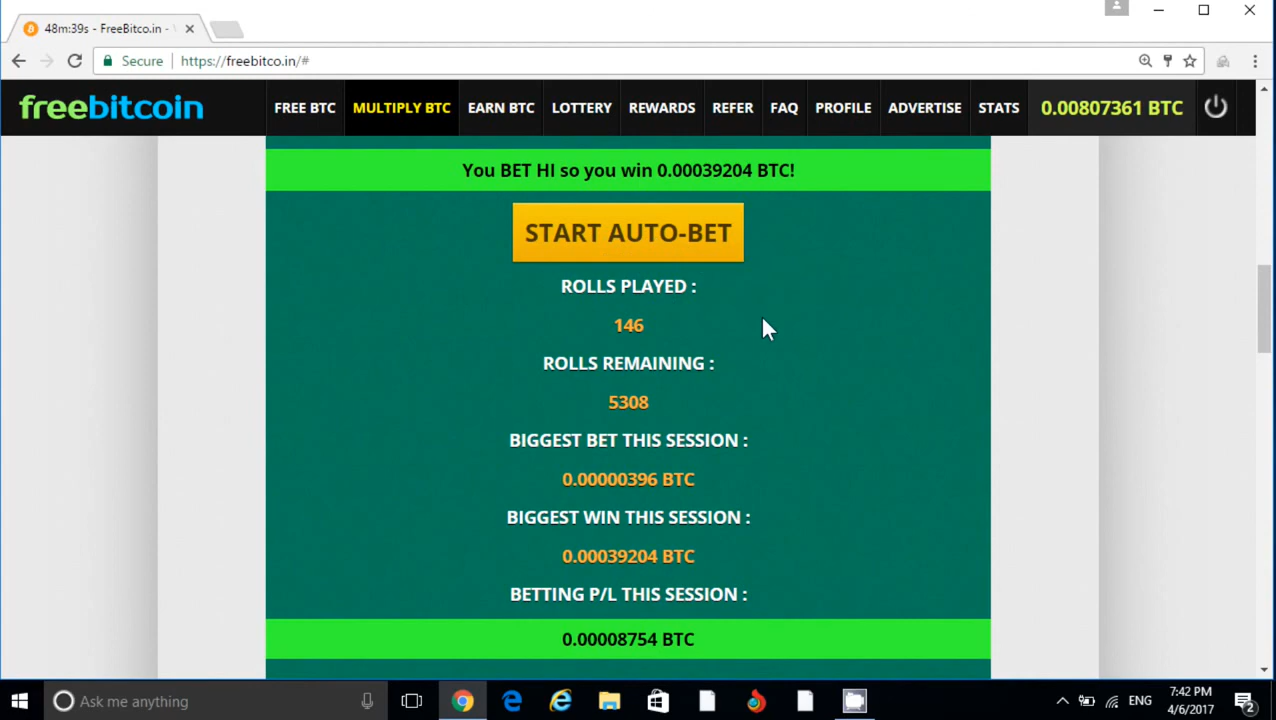 48m:39s - FreeBitco.in -
Secure https://freebitco.in/#
freebitcoin FREE BTC MULTIPLY BTC EARN BTC LOTTERY REWARDS REFER FAQ PROFILE ADVERTISE STATS 0.00807361 BTC
You BET HI so you win 0.00039204 BTC!
START AUTO-BET
ROLLS PLAYED :
146
ROLLS REMAINING :
5308
BIGGEST BET THIS SESSION :
0.00000396 BTC
BIGGEST WIN THIS SESSION :
0.00039204 BTC
BETTING P/L THIS SESSION :
0.00008754 BTC
Ask me anything
ENG
7:42 PM
4/6/2017
2